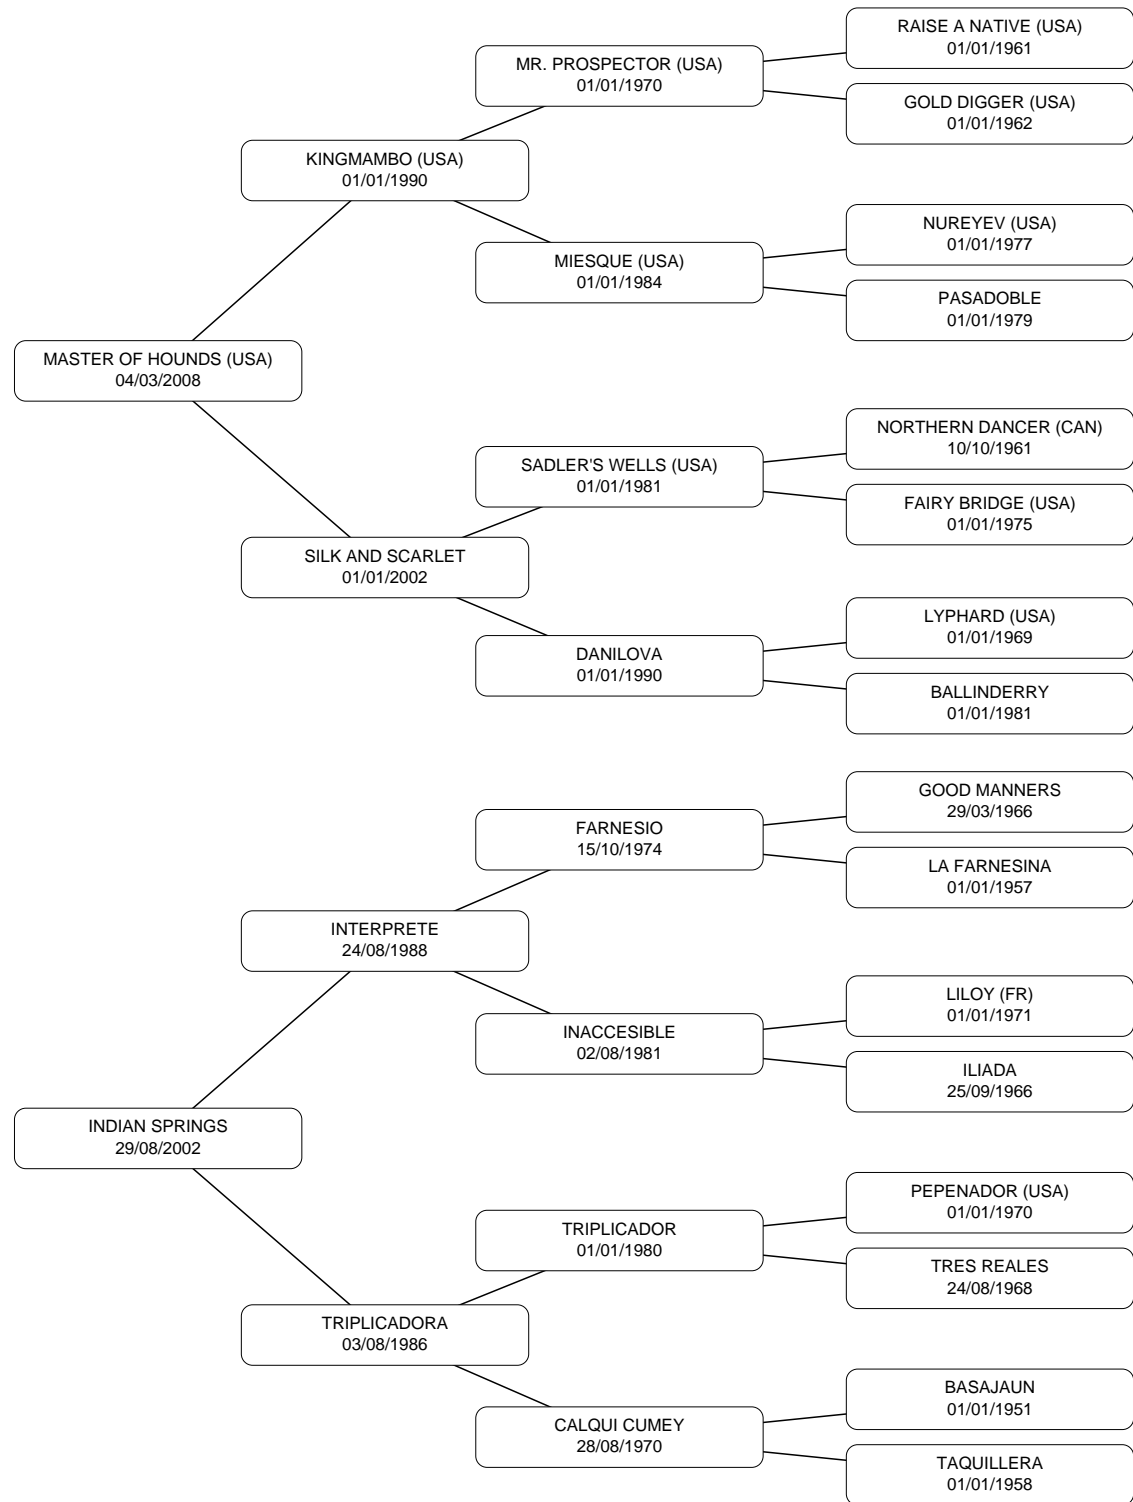 RAISE A NATIVE (USA)
01/01/1961
MR. PROSPECTOR (USA)
01/01/1970
GOLD DIGGER (USA)
01/01/1962
KINGMAMBO (USA)
01/01/1990
NUREYEV (USA)
01/01/1977
MIESQUE (USA)
01/01/1984
PASADOBLE
01/01/1979
MASTER OF HOUNDS (USA)
04/03/2008
NORTHERN DANCER (CAN)
10/10/1961
SADLER'S WELLS (USA)
01/01/1981
FAIRY BRIDGE (USA)
01/01/1975
SILK AND SCARLET
01/01/2002
LYPHARD (USA)
01/01/1969
DANILOVA
01/01/1990
BALLINDERRY
01/01/1981
GOOD MANNERS
29/03/1966
FARNESIO
15/10/1974
LA FARNESINA
01/01/1957
INTERPRETE
24/08/1988
LILOY (FR)
01/01/1971
INACCESIBLE
02/08/1981
ILIADA
25/09/1966
INDIAN SPRINGS
29/08/2002
PEPENADOR (USA)
01/01/1970
TRIPLICADOR
01/01/1980
TRES REALES
24/08/1968
TRIPLICADORA
03/08/1986
BASAJAUN
01/01/1951
CALQUI CUMEY
28/08/1970
TAQUILLERA
01/01/1958